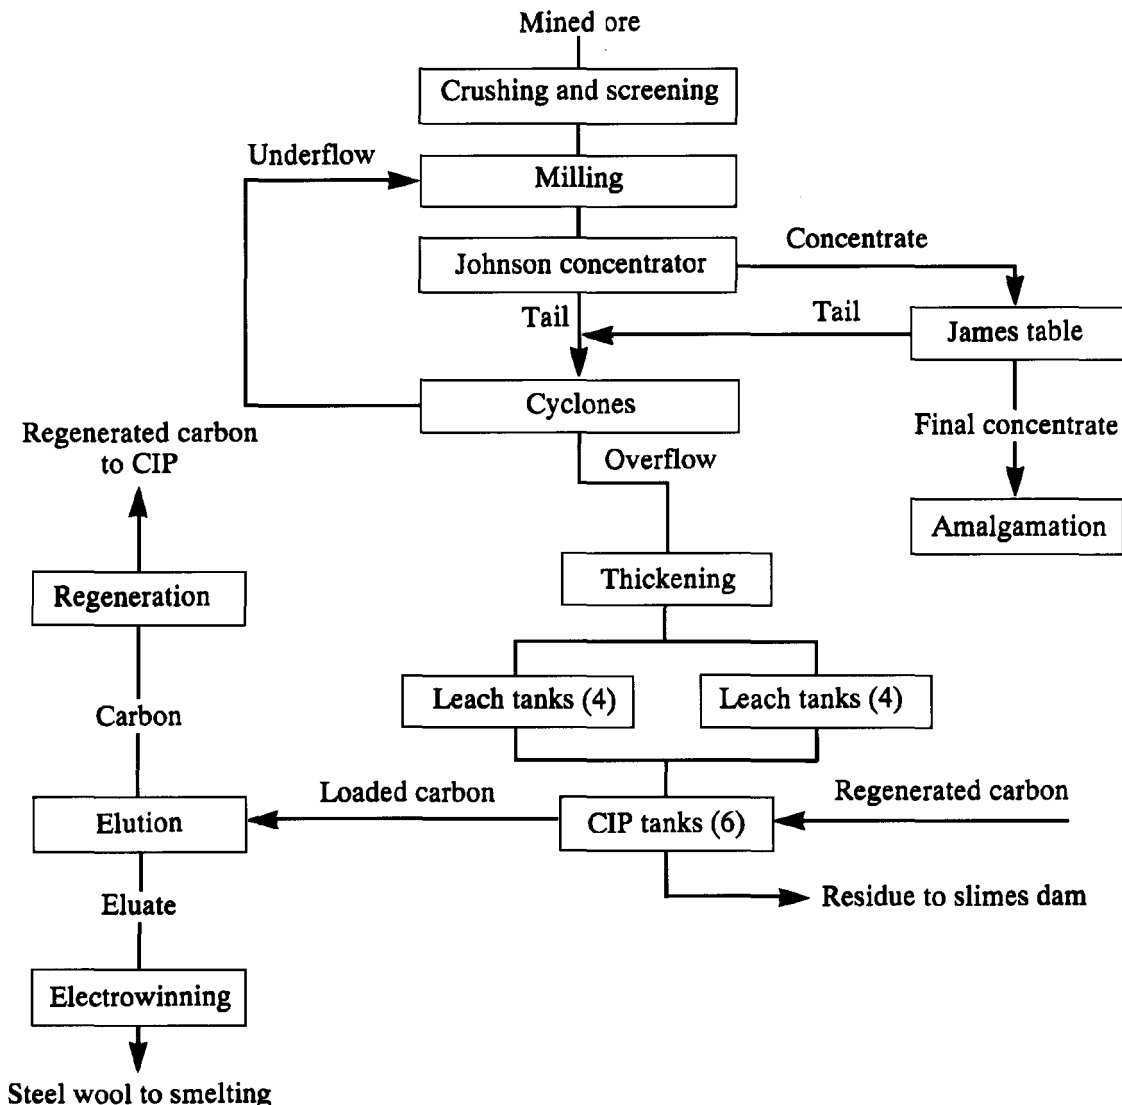 Mined ore
Crushing and screening
Underflow
Milling
Concentrate
Johnson concentrator
Tail
Tail
James table
Cyclones
Final concentrate
Regenerated carbon
to CIP
Overflow
Amalgamation
Thickening
Regeneration
Leach tanks (4)
Leach tanks (4)
Carbon
Loaded carbon
Regenerated carbon
Elution
CIP tanks (6)
Eluate
Residue to slimes dam
Electrowinning
Steel wool to smelting